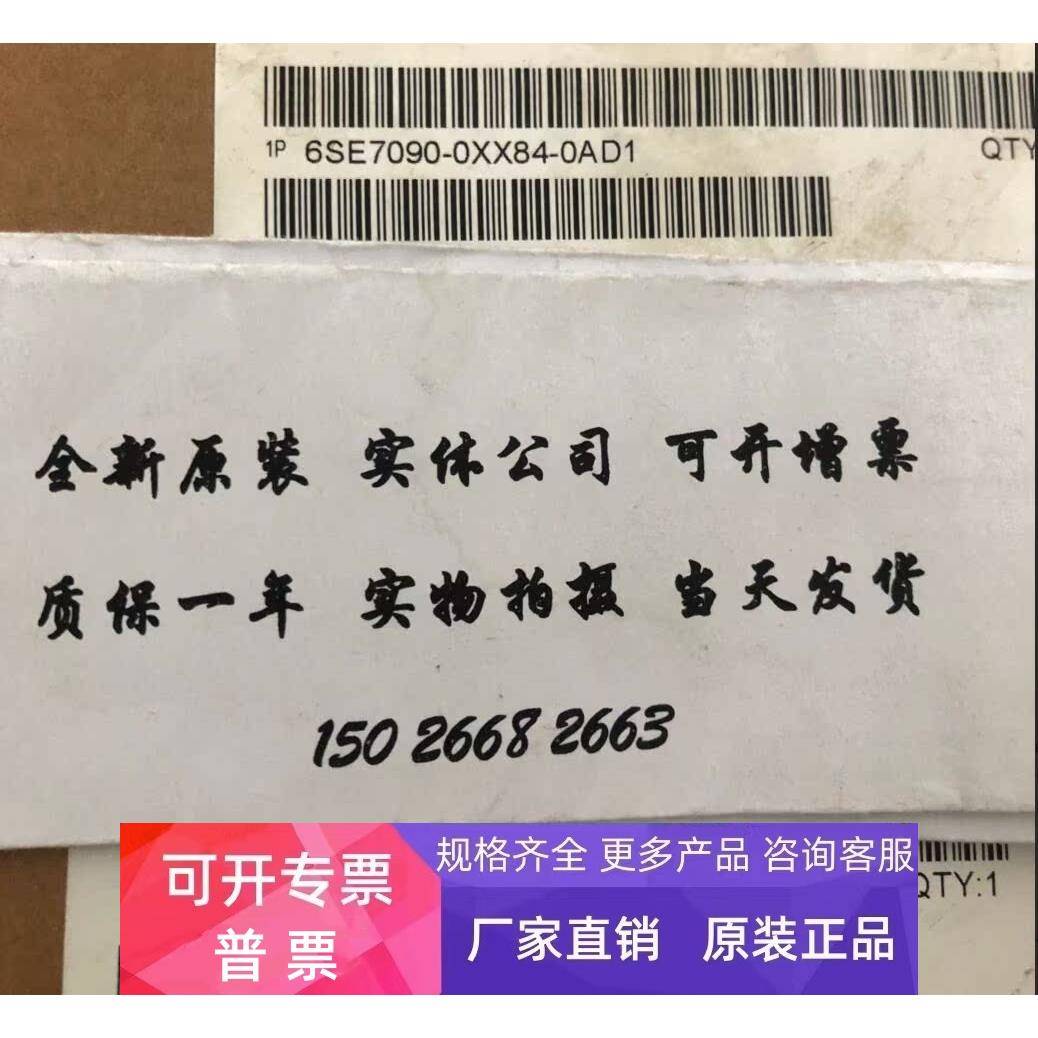 1P 6SE7090-0XX84-0AD1 QTY
全新原装 实体公司 可开增票
质保一年 实物拍摄 当天发货
150 2668 2663
可开专票
普票
规格齐全 更多产品 咨询客服
厂家直销 原装正品
QTY:1